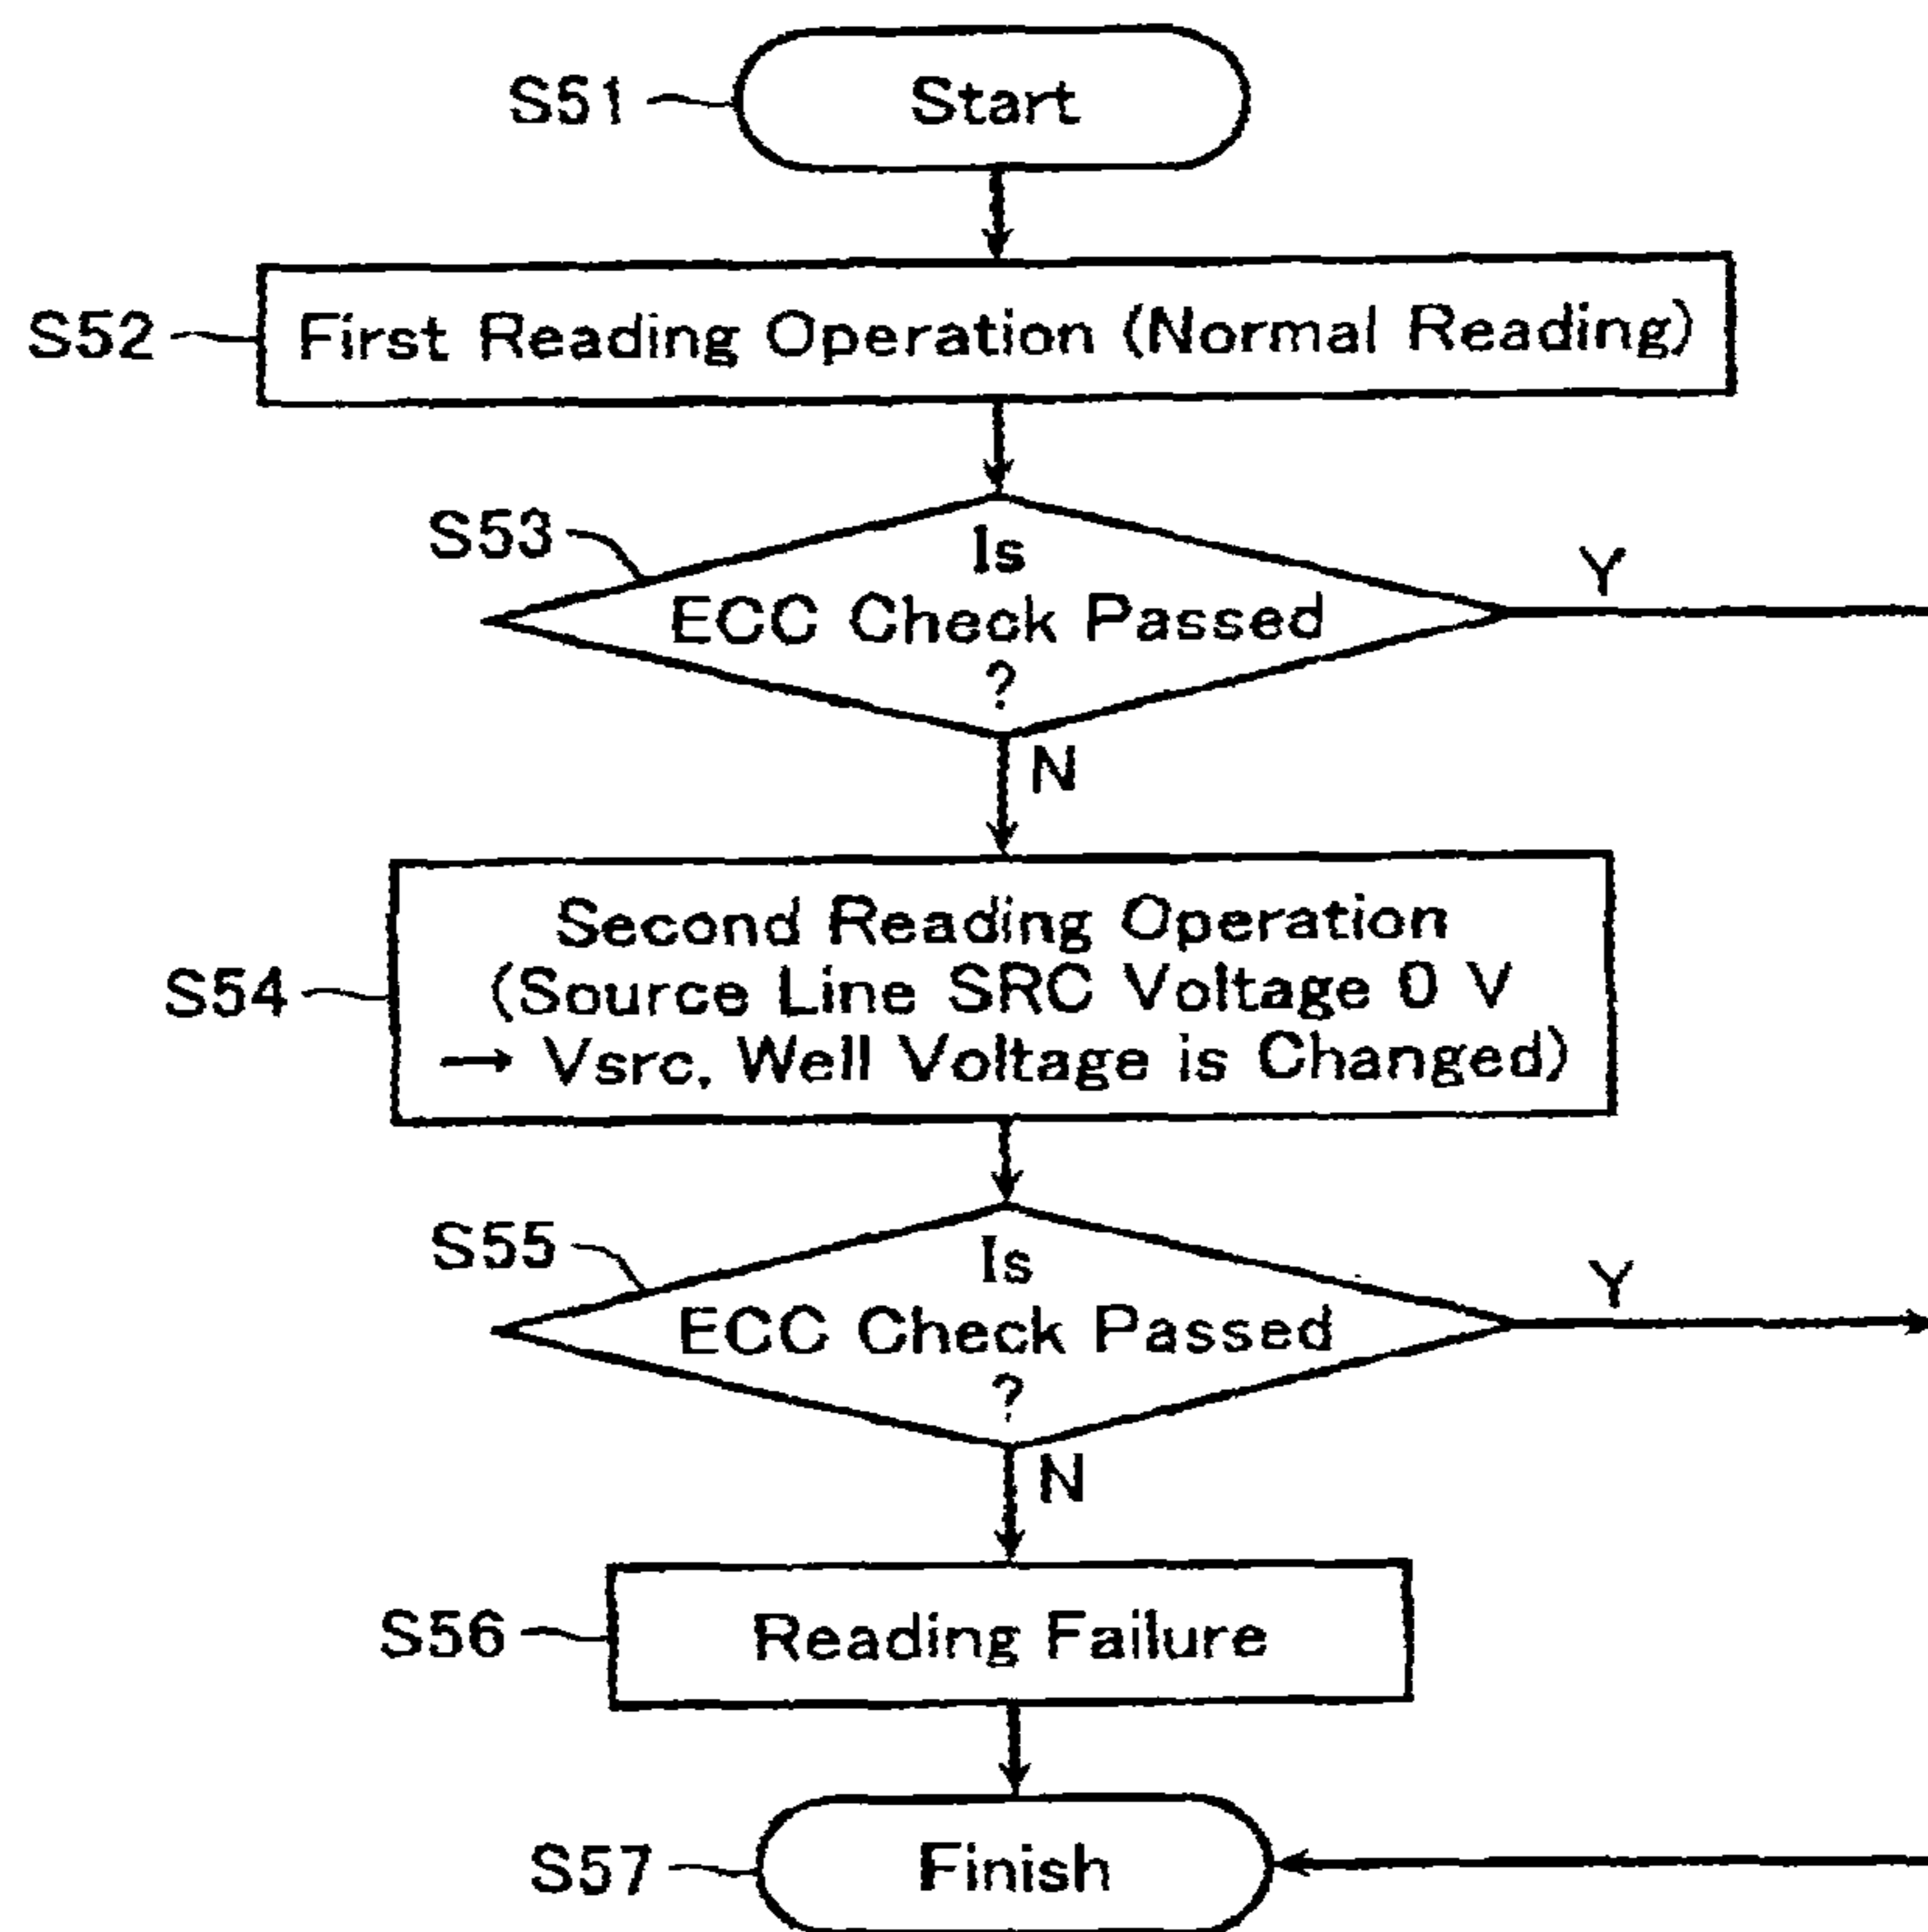 S51
Start
S52
First Reading Operation (Normal Reading)
S53
Is
ECC Check Passed
?
Y
N
S54
Second Reading Operation
(Source Line SRC Voltage 0 V
→ Vsrc, Well Voltage is Changed)
S55
Is
ECC Check Passed
?
Y
N
S56
Reading Failure
S57
Finish